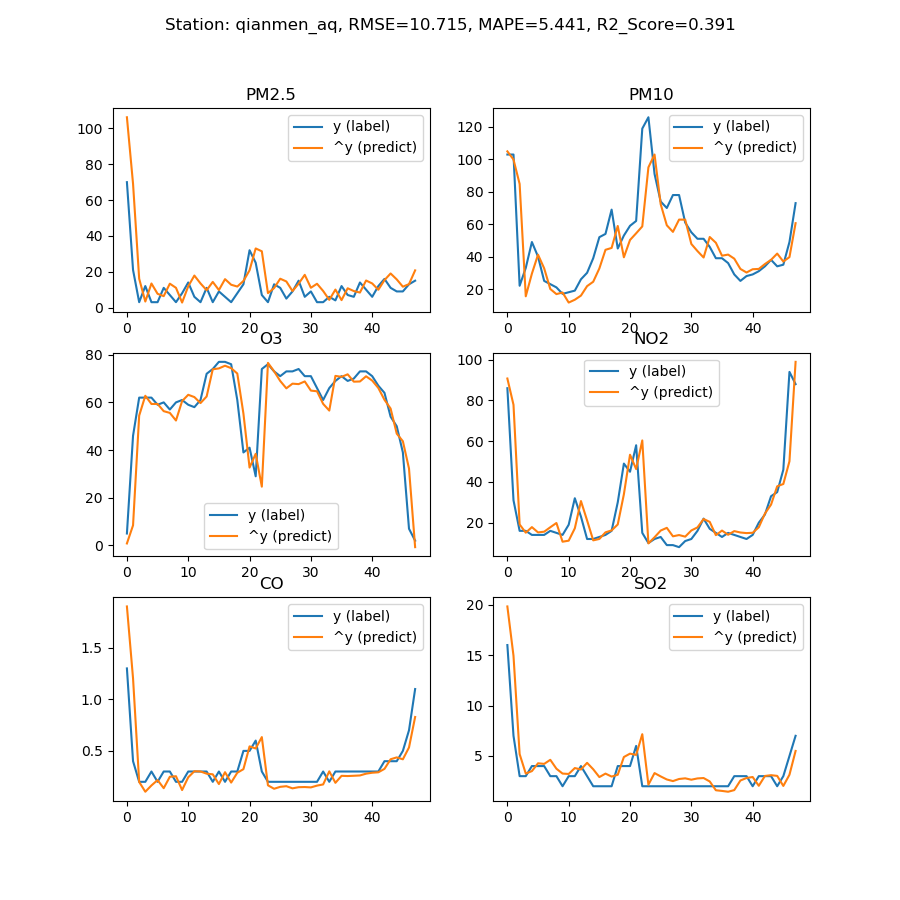 Station: qianmen_aq, RMSE=10.715, MAPE=5.441, R2_Score=0.391
PM2.5
100
80
60
40
20
0
0 10 20 30 40
y (label)
^y (predict)
PM10
120
100
80
60
40
20
0 10 20 30 40
y (label)
^y (predict)
O3
80
60
40
20
0
0 10 20 30 40
y (label)
^y (predict)
NO2
100
80
60
40
20
0 10 20 30 40
y (label)
^y (predict)
CO
1.5
1.0
0.5
0 10 20 30 40
y (label)
^y (predict)
SO2
20
15
10
5
0 10 20 30 40
y (label)
^y (predict)